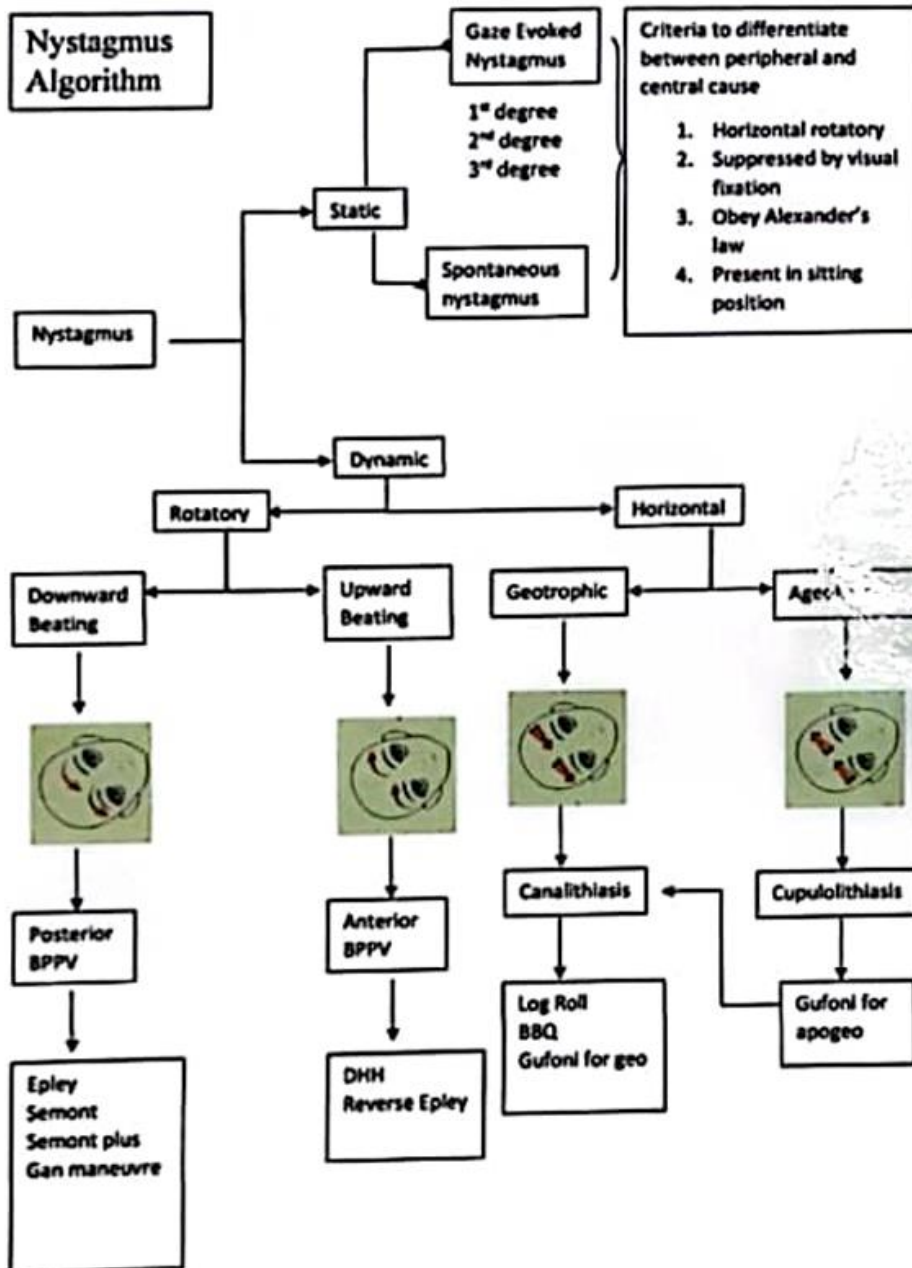 Nystagmus
Algorithm
Gaze Evoked
Nystagmus
1st degree
2nd degree
3rd degree
Static
Spontaneous
nystagmus
Criteria to differentiate
between peripheral and
central cause
1. Horizontal rotatory
2. Suppressed by visual
fixation
3. Obey Alexander's
law
4. Present in sitting
position
Nystagmus
Dynamic
Rotatory
Horizontal
Downward
Beating
Upward
Beating
Geotrophic
Posterior
BPPV
Anterior
BPPV
Canalithiasis
Cupulolithiasis
Epley
Semont
Semont plus
Gan maneuvre
DHH
Reverse Epley
Log Roll
BBQ
Gufoni for geo
Gufoni for
apogeo